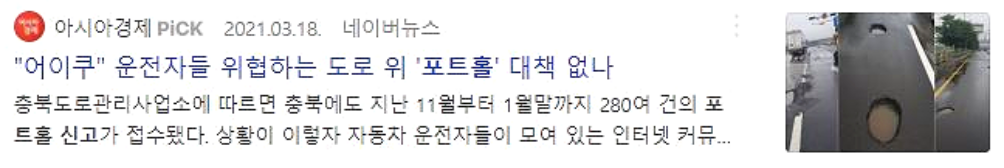 아시아경제
아시아경제 PiCK 2021.03.18. 네이버뉴스
"어이쿠" 운전자들 위협하는 도로 위 '포트홀' 대책 없나
충북도로관리사업소에 따르면 충북에도 지난 11월부터 1월말까지 280여 건의 포
트홀 신고가 접수됐다. 상황이 이렇자 자동차 운전자들이 모여 있는 인터넷 커뮤...